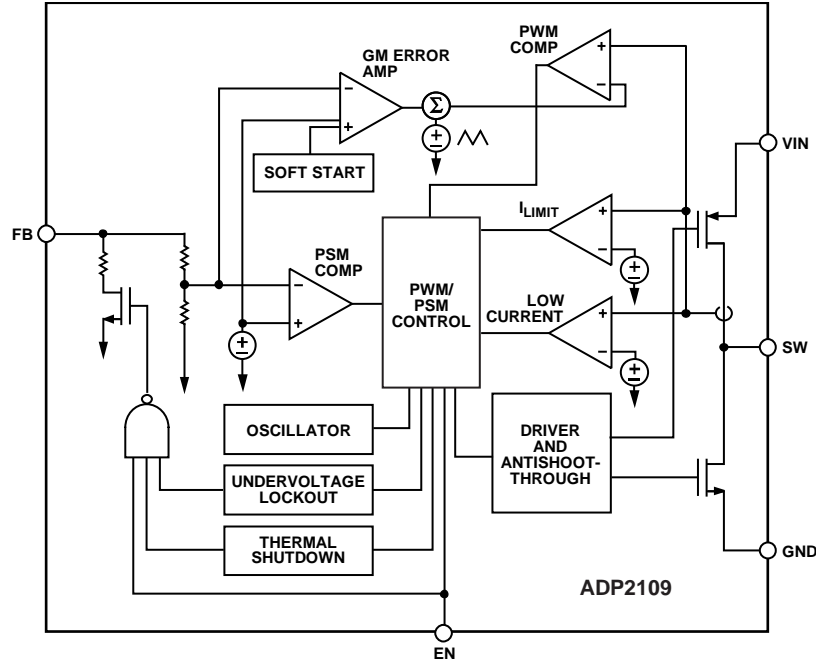 PWM
COMP
GM ERROR
AMP
+
−
−
+
Σ
+
−
SOFT START
VIN
FB
I LIMIT
+
−
+
−
PSM
COMP
−
+
PWM/
PSM
CONTROL
LOW
CURRENT
+
−
+
−
+
−
SW
OSCILLATOR
DRIVER
AND
ANTISHOOT-
THROUGH
UNDERVOLTAGE
LOCKOUT
THERMAL
SHUTDOWN
GND
ADP2109
EN